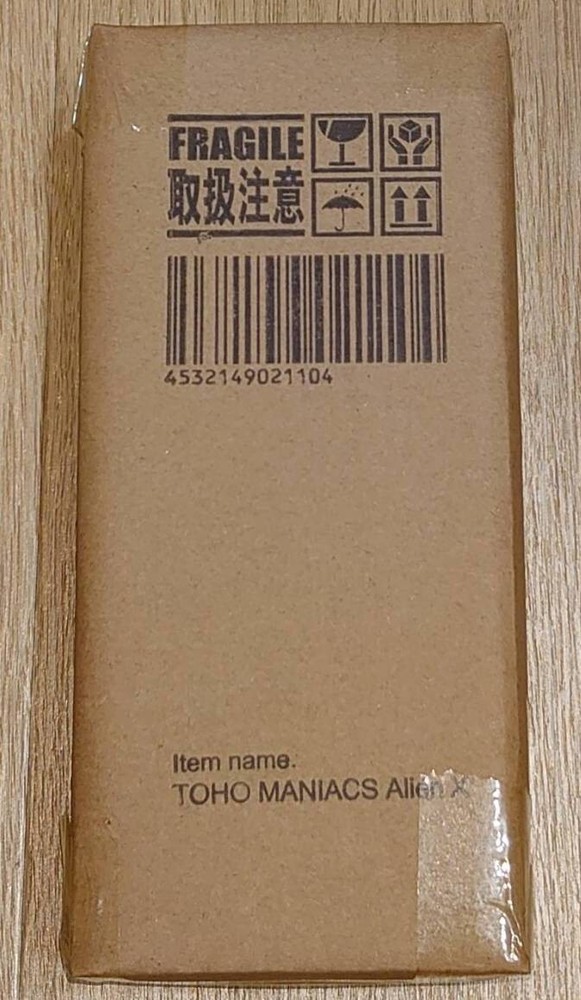 FRAGILE
取扱注意
4532149021104
Item name.
TOHO MANIACS Alien X